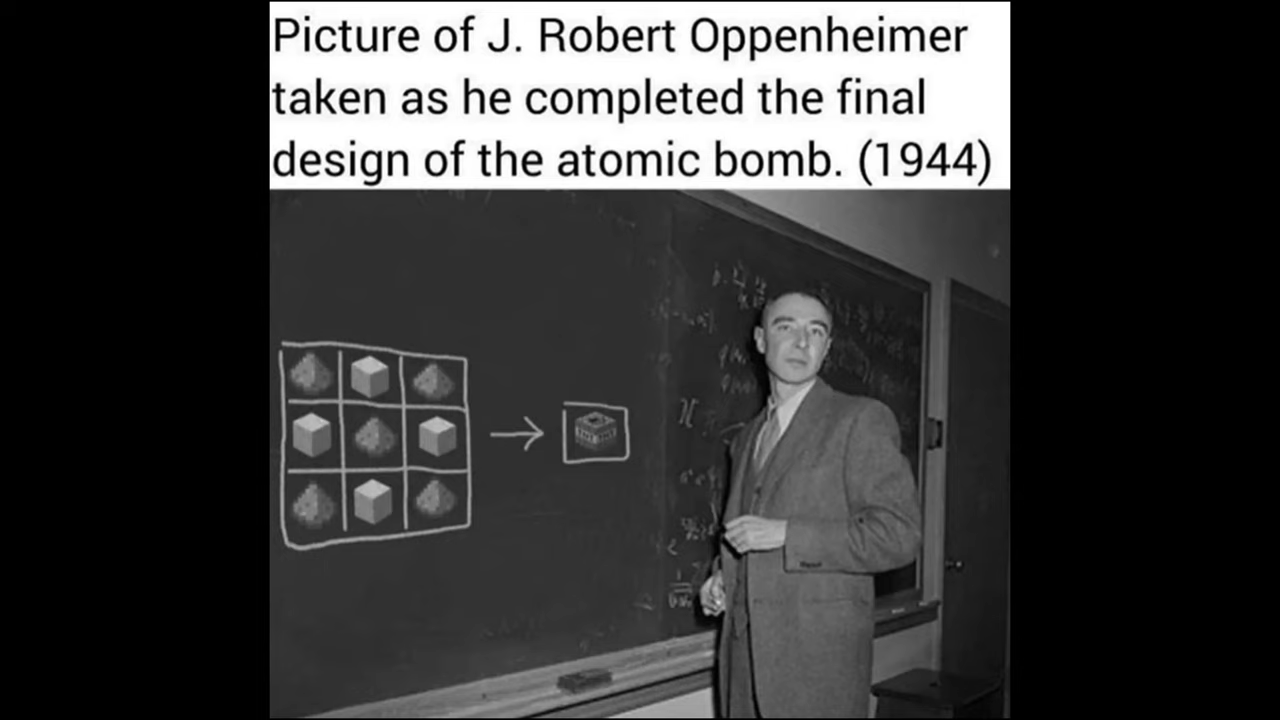 Picture of J. Robert Oppenheimer
taken as he completed the final
design of the atomic bomb. (1944)